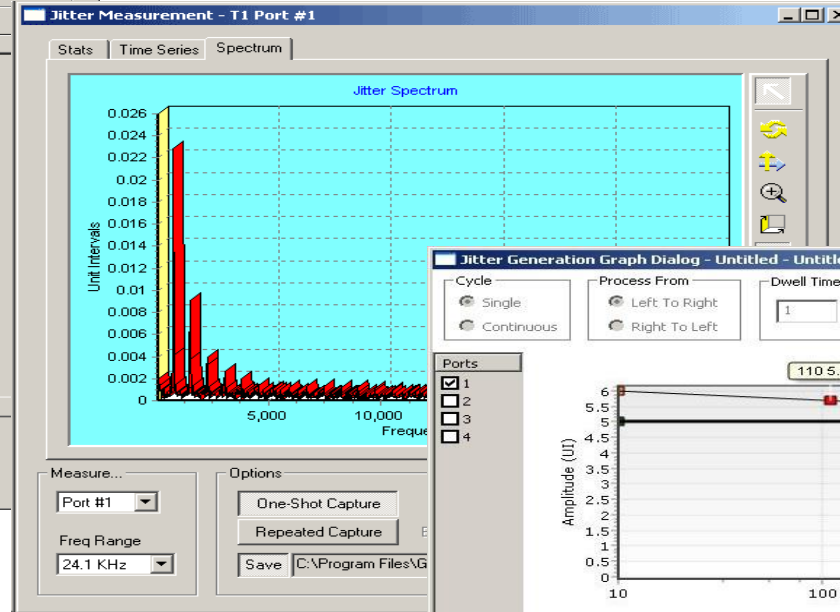 Jitter Measurement - T1 Port #1
Stats
Time Series
Spectrum
Jitter Spectrum
0.026
0.024
0.022
0.02
0.018
0.016
0.014
0.012
0.01
0.008
0.006
0.004
0.002
0
Unit Intervals
5,000
10,000
Freque
Measure...
Port #1
Freq Range
24.1 KHz
Options
One-Shot Capture
Repeated Capture
Save
C:\Program Files\G
Jitter Generation Graph Dialog - Untitled - Untitle
Cycle
Single
Continuous
Process From
Left To Right
Right To Left
Dwell Time
1
Ports
1
2
3
4
110 5.
6
5.5
5
4.5
4
3.5
3
2.5
2
1.5
1
0.5
0
Amplitude (UI)
10
100